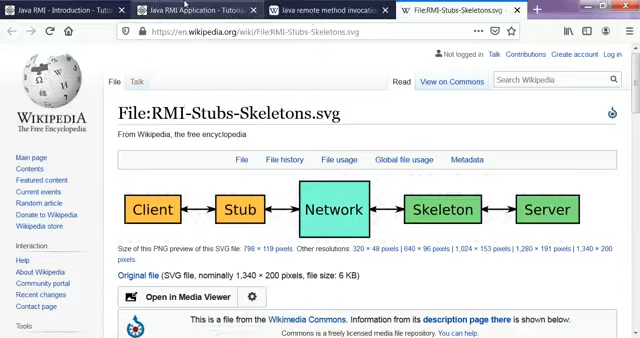 Java RMI - Introduction - Tutoria
Java RMI Application - Tutoria
Java remote method invocation
File:RMI-Stubs-Skeletons.svg
https://en.wikipedia.org/wiki/File:RMI-Stubs-Skeletons.svg
Not logged in Talk Contributions Create account Log in
File Talk Read View on Commons Search Wikipedia
WIKIPEDIA
The Free Encyclopedia
Main page
Contents
Featured content
Current events
Random article
Donate to Wikipedia
Wikipedia store
Interaction
Help
About Wikipedia
Community portal
Recent changes
Contact page
Tools
File:RMI-Stubs-Skeletons.svg
From Wikipedia, the free encyclopedia
File File history File usage Global file usage Metadata
Client Stub Network Skeleton Server
Size of this PNG preview of this SVG file: 798 × 119 pixels. Other resolutions: 320 × 48 pixels | 640 × 96 pixels | 1,024 × 153 pixels | 1,280 × 191 pixels | 1,340 × 200
pixels.
Original file (SVG file, nominally 1,340 × 200 pixels, file size: 6 KB)
Open in Media Viewer
This is a file from the Wikimedia Commons. Information from its description page there is shown below.
Commons is a freely licensed media file repository. You can help.